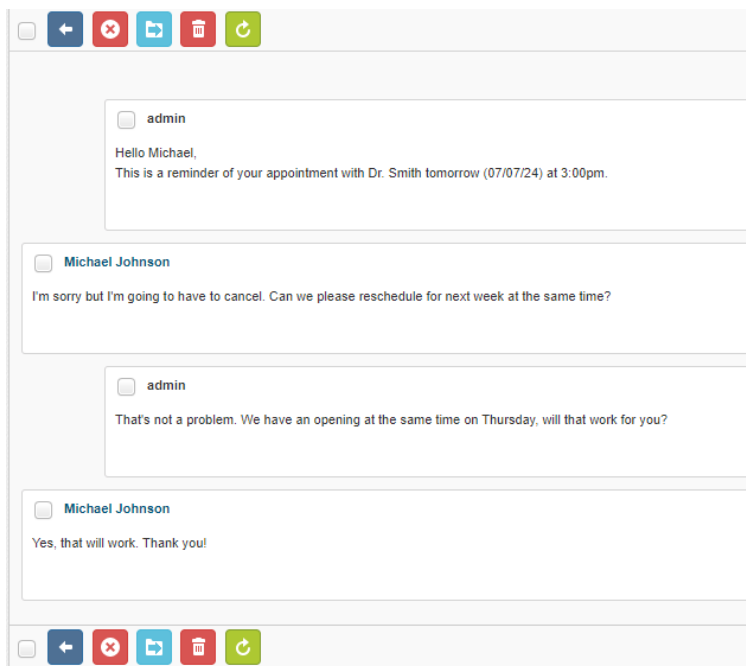 admin
Hello Michael,
This is a reminder of your appointment with Dr. Smith tomorrow (07/07/24) at 3:00pm.
Michael Johnson
I'm sorry but I'm going to have to cancel. Can we please reschedule for next week at the same time?
admin
That's not a problem. We have an opening at the same time on Thursday, will that work for you?
Michael Johnson
Yes, that will work. Thank you!